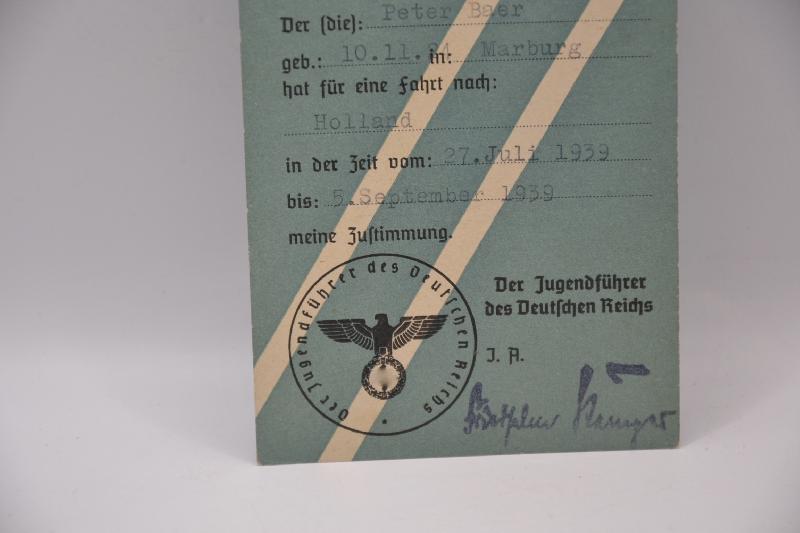 Der (die): Peter Baer
geb.: 10.11.21 in: Marburg
hat für eine Fahrt nach:
Holland
in der Zeit vom: 27. Juli 1939
bis: 5. September 1939
meine Zustimmung.
Der Jugendführer des Deutschen Reichs
Der Jugendführer
des Deutschen Reichs
J. A.